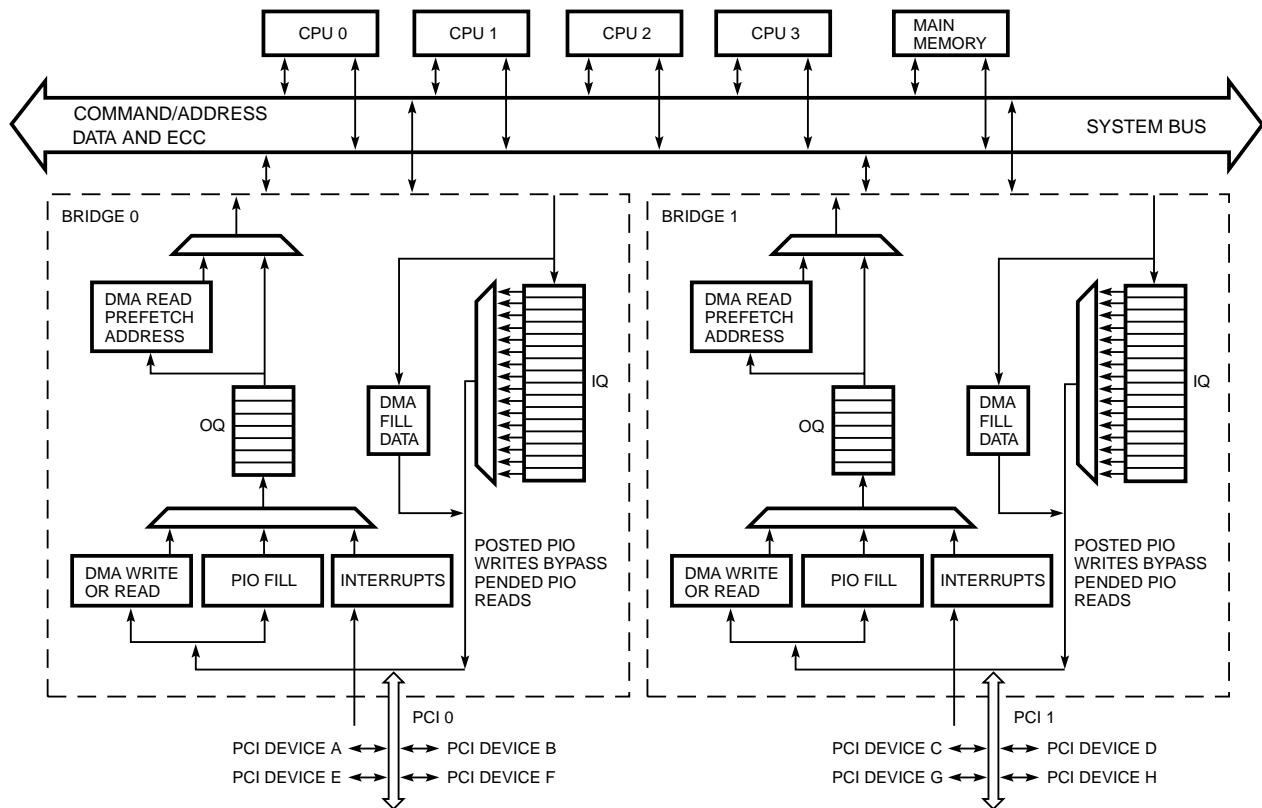 CPU 0
CPU 1
CPU 2
CPU 3
MAIN
MEMORY
COMMAND/ADDRESS
DATA AND ECC
SYSTEM BUS
BRIDGE 0
DMA READ
PREFETCH
ADDRESS
OQ
DMA
FILL
DATA
IQ
POSTED PIO
WRITES BYPASS
PENDED PIO
READS
DMA WRITE
OR READ
PIO FILL
INTERRUPTS
PCI 0
PCI DEVICE A
PCI DEVICE B
PCI DEVICE E
PCI DEVICE F
BRIDGE 1
DMA READ
PREFETCH
ADDRESS
OQ
DMA
FILL
DATA
IQ
POSTED PIO
WRITES BYPASS
PENDED PIO
READS
DMA WRITE
OR READ
PIO FILL
INTERRUPTS
PCI 1
PCI DEVICE C
PCI DEVICE D
PCI DEVICE G
PCI DEVICE H